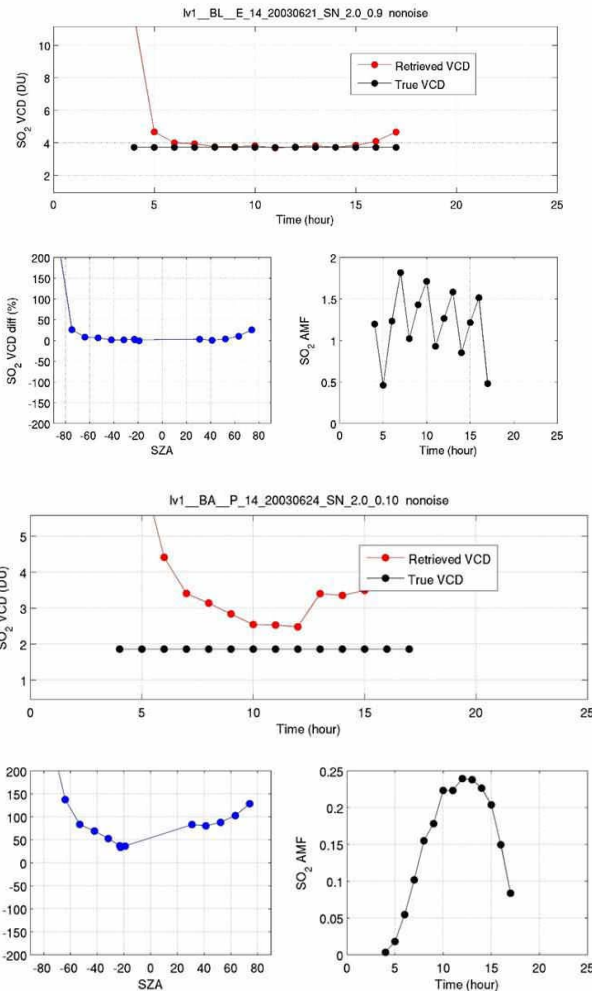 lv1__BL__E_14_20030621_SN_2.0_0.9 nonoise
10
8
6
4
2
SO2 VCD (DU)
Retrieved VCD
True VCD
0 5 10 15 20 25
Time (hour)
200
150
100
50
0
-50
-100
-150
-200
SO2 VCD diff (%)
-80 -60 -40 -20 0 20 40 60 80
SZA
2
1.5
1
0.5
0
SO2 AMF
0 5 10 15 20 25
Time (hour)
lv1__BA__P_14_20030624_SN_2.0_0.10 nonoise
5
4
3
2
1
SO2 VCD (DU)
Retrieved VCD
True VCD
0 5 10 15 20 25
Time (hour)
200
150
100
50
0
-50
-100
-150
-200
-80 -60 -40 -20 0 20 40 60 80
SZA
0.25
0.2
0.15
0.1
0.05
0
SO2 AMF
0 5 10 15 20 25
Time (hour)